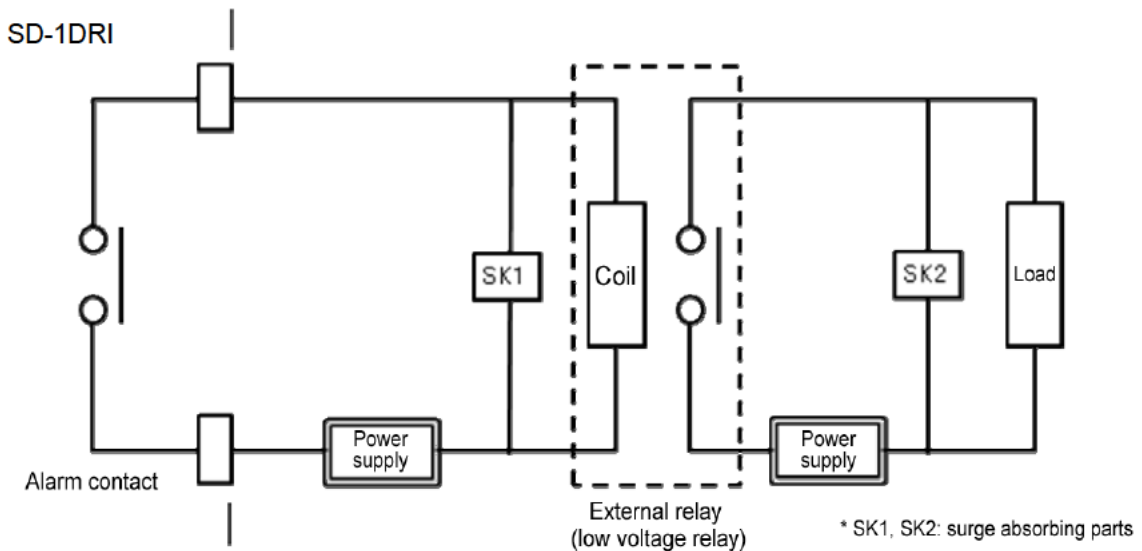 SD-1DRI
SK1
Coil
SK2
Load
Power
supply
Power
supply
Alarm contact
External relay
(low voltage relay)
* SK1, SK2: surge absorbing parts